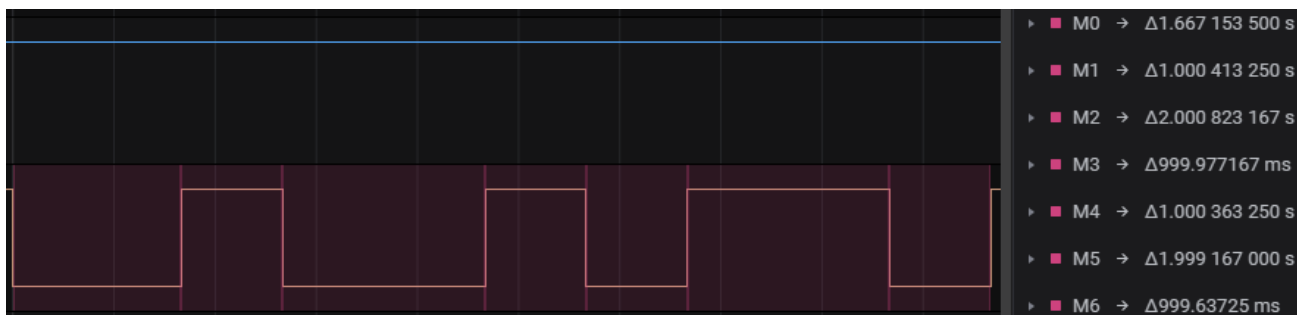 M0 → Δ1.667 153 500 s
M1 → Δ1.000 413 250 s
M2 → Δ2.000 823 167 s
M3 → Δ999.977167 ms
M4 → Δ1.000 363 250 s
M5 → Δ1.999 167 000 s
M6 → Δ999.63725 ms